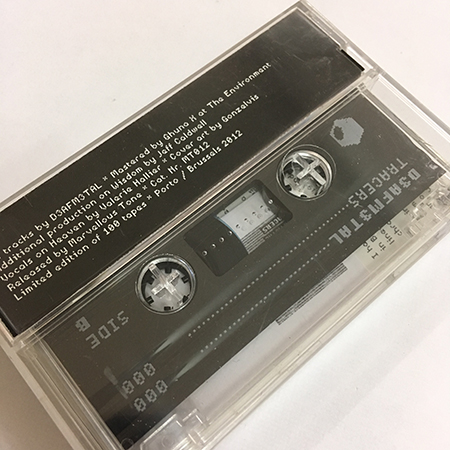 tracks by D3AFM3TAL × Mastered by Ghuna X at The Environment
Additional Production on Wisdom by Jeff Caldwell
Vocals on Heaven by Valerie Hallier × Cover art by Gonzalvis
Released by Marvellous Tone × Cat. Nr. MT012
Limited edition of 100 tapes × Porto / Brussels 2012
D3AFM3TAL
TRACERS
SIDE
B
000
000